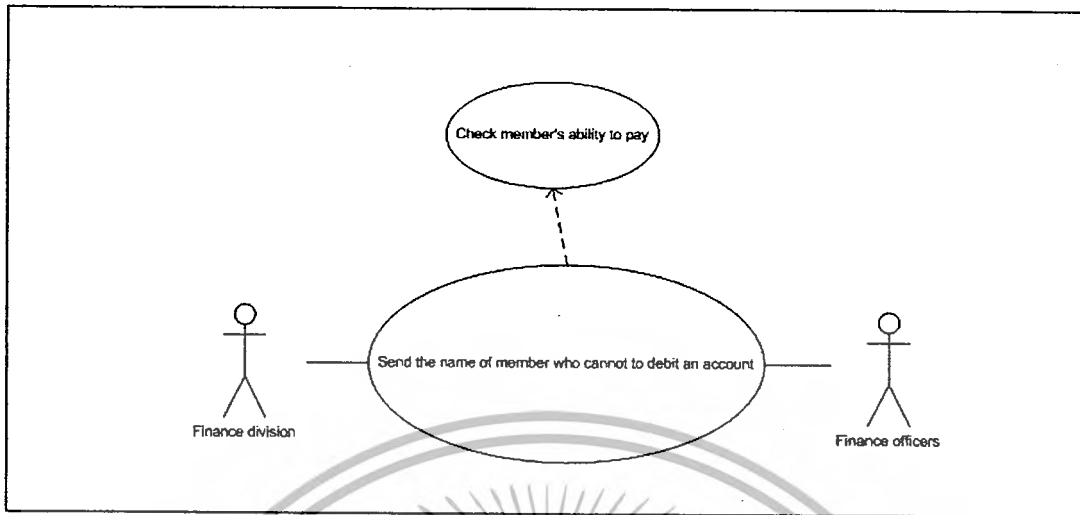 Check member's ability to pay
Send the name of member who cannot to debit an account
Finance division
Finance officers